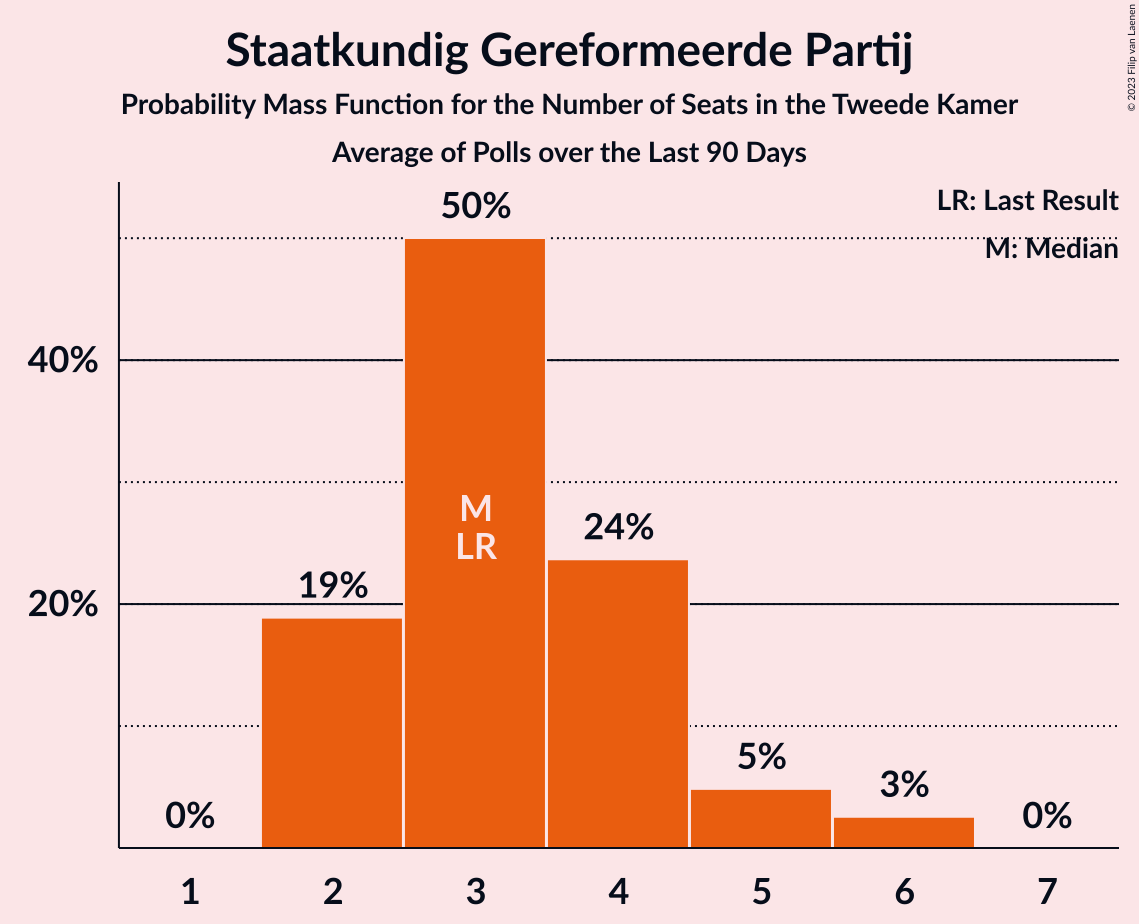 Staatkundig Gereformeerde Partij
Probability Mass Function for the Number of Seats in the Tweede Kamer
Average of Polls over the Last 90 Days
© 2023 Filip van Laenen
LR: Last Result
M: Median
50%
40%
M
LR
24%
19%
20%
5%
3%
0%
0%
1 2 3 4 5 6 7